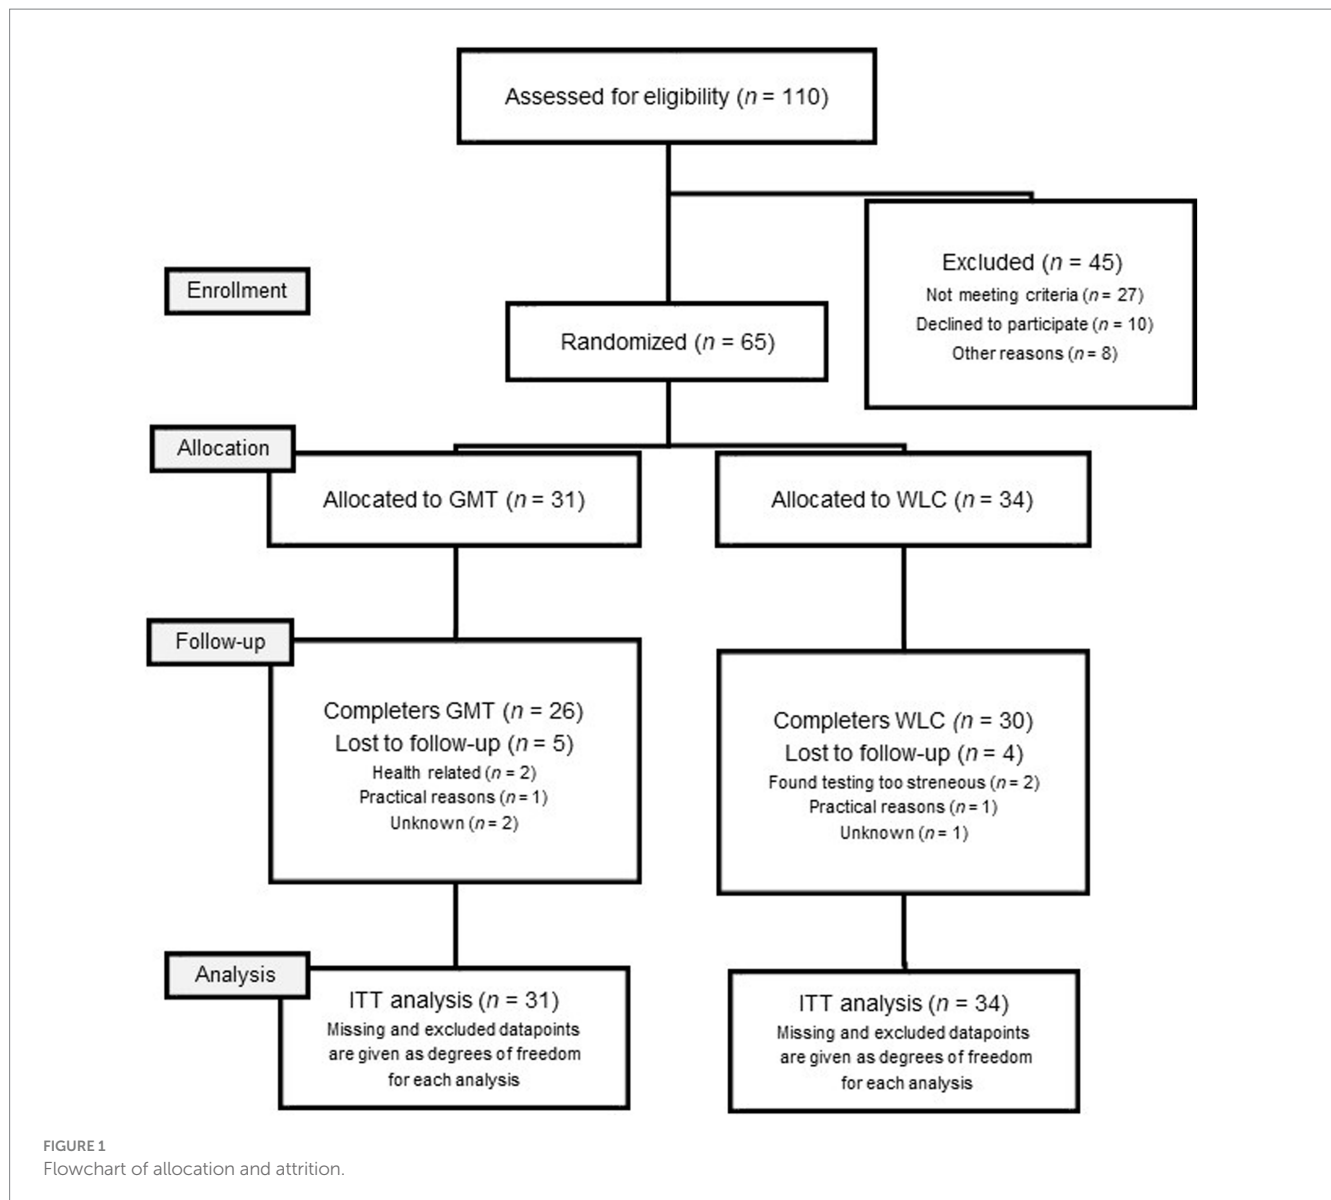 Assessed for eligibility (n = 110)
Excluded (n = 45)
Not meeting criteria (n = 27)
Declined to participate (n = 10)
Other reasons (n = 8)
Enrollment
Randomized (n = 65)
Allocation
Allocated to GMT (n = 31)
Allocated to WLC (n = 34)
Follow-up
Completers GMT (n = 26)
Lost to follow-up (n = 5)
Health related (n = 2)
Practical reasons (n = 1)
Unknown (n = 2)
Completers WLC (n = 30)
Lost to follow-up (n = 4)
Found testing too streneous (n = 2)
Practical reasons (n = 1)
Unknown (n = 1)
Analysis
ITT analysis (n = 31)
Missing and excluded datapoints
are given as degrees of freedom
for each analysis
ITT analysis (n = 34)
Missing and excluded datapoints
are given as degrees of freedom
for each analysis
FIGURE 1
Flowchart of allocation and attrition.